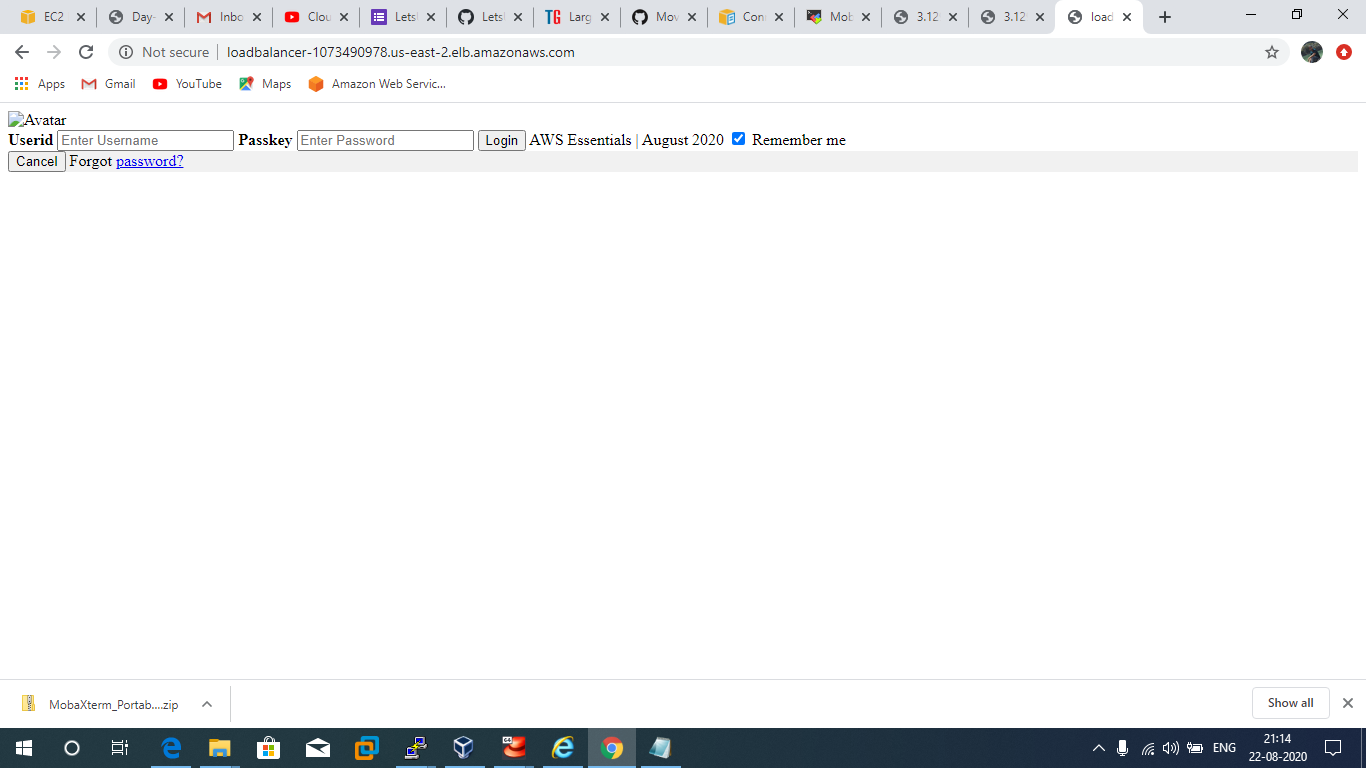 EC2 Day- Inbo Clou Letsl Letsl Larg Mov Con Mob 3.12 3.12 load
Not secure loadbalancer-1073490978.us-east-2.elb.amazonaws.com
Apps Gmail YouTube Maps Amazon Web Servic...
Avatar
Userid Enter Username Passkey Enter Password Login AWS Essentials | August 2020 Remember me
Cancel Forgot password?
MobaXterm_Portab....zip Show all
ENG 21:14
22-08-2020